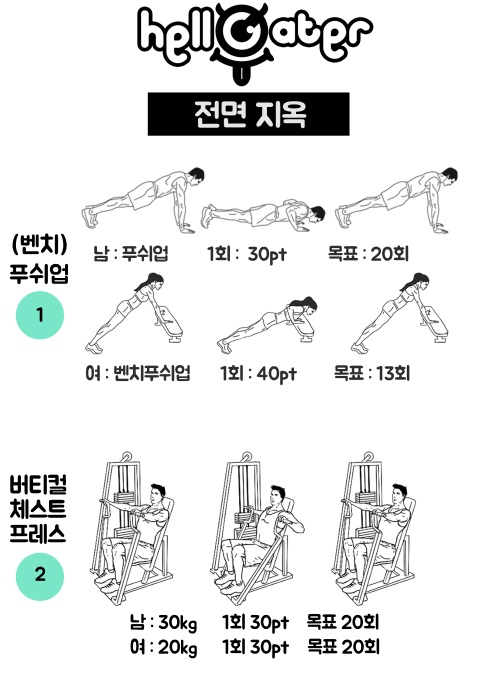 hellGater
전면 지옥
(벤치)
푸쉬업
1
남 : 푸쉬업 1회 : 30pt 목표 : 20회
여 : 벤치푸쉬업 1회 : 40pt 목표 : 13회
버티컬
체스트
프레스
2
남 : 30kg 1회 30pt 목표 20회
여 : 20kg 1회 30pt 목표 20회